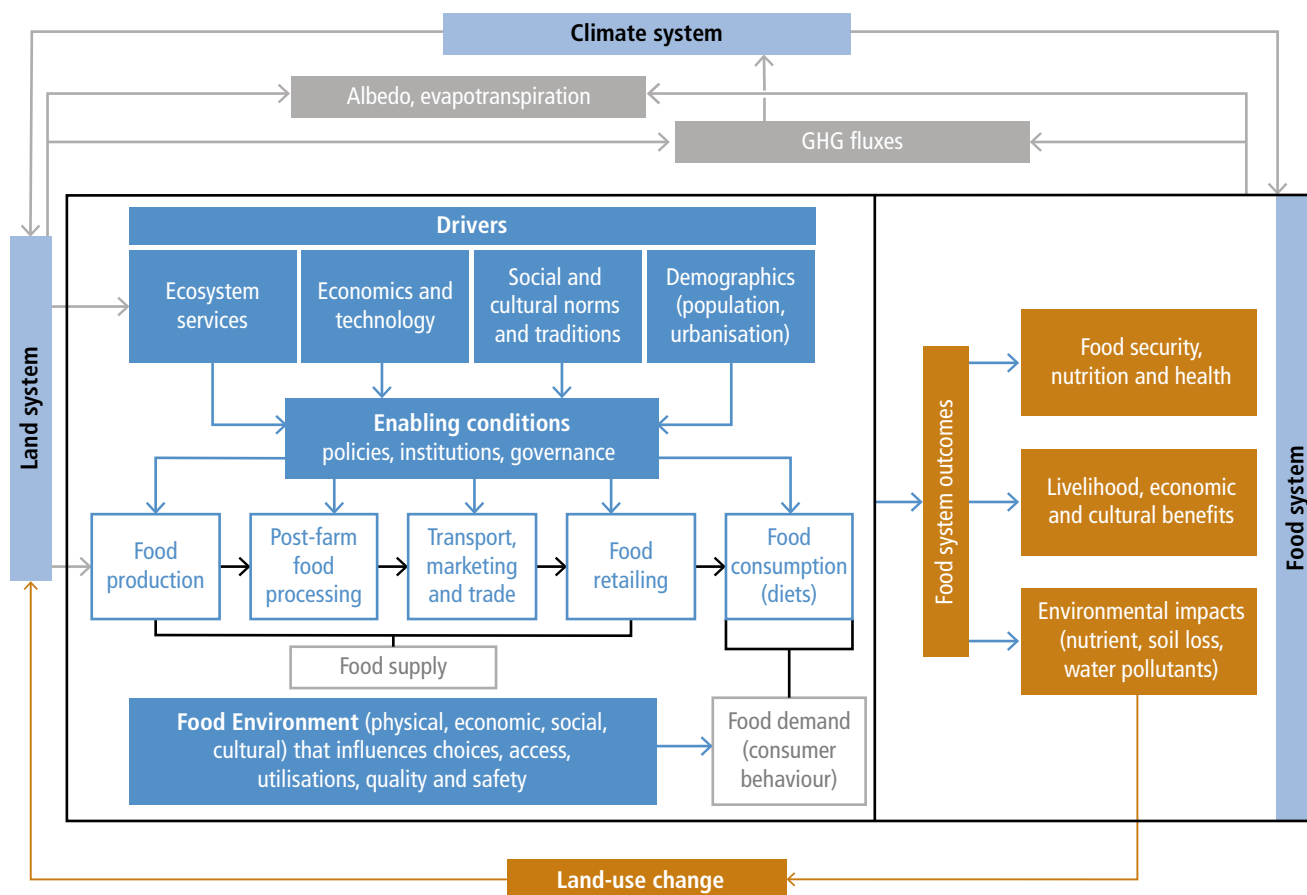 Climate system
Albedo, evapotranspiration
GHG fluxes
Land system
Drivers
Ecosystem
services
Economics and
technology
Social and
cultural norms
and traditions
Demographics
(population,
urbanisation)
Enabling conditions
policies, institutions, governance
Food
production
Post-farm
food
processing
Transport,
marketing
and trade
Food
retailing
Food
consumption
(diets)
Food supply
Food Environment (physical, economic, social,
cultural) that influences choices, access,
utilisations, quality and safety
Food demand
(consumer
behaviour)
Food system outcomes
Food security,
nutrition and health
Livelihood, economic
and cultural benefits
Environmental impacts
(nutrient, soil loss,
water pollutants)
Food system
Land-use change